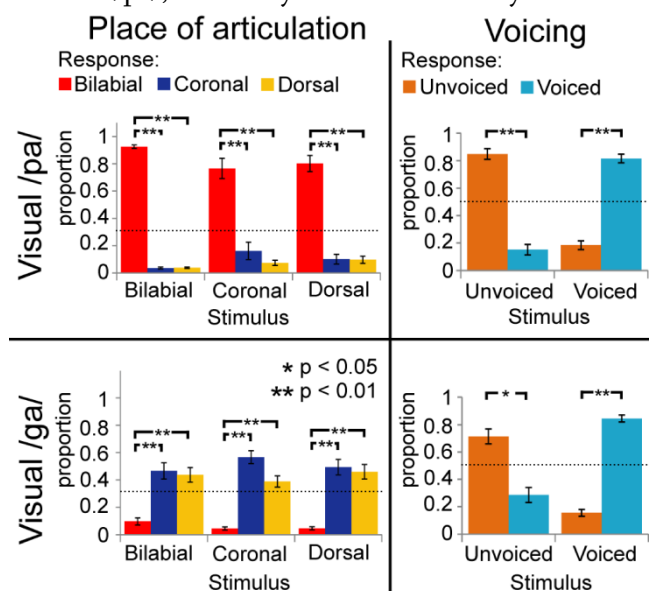 Place of articulation
Voicing
Response:
Bilabial Coronal Dorsal
Response:
Unvoiced Voiced
Visual /pa/
proportion
1
0.8
0.6
0.4
0.2
0
** ** ** ** ** **
Bilabial Coronal Dorsal
Stimulus
proportion
1
0.8
0.6
0.4
0.2
0
** **
Unvoiced Voiced
Stimulus
Visual /ga/
* p < 0.05
** p < 0.01
proportion
1
0.8
0.6
0.4
0.2
0
** ** ** ** ** **
Bilabial Coronal Dorsal
Stimulus
proportion
1
0.8
0.6
0.4
0.2
0
* **
Unvoiced Voiced
Stimulus